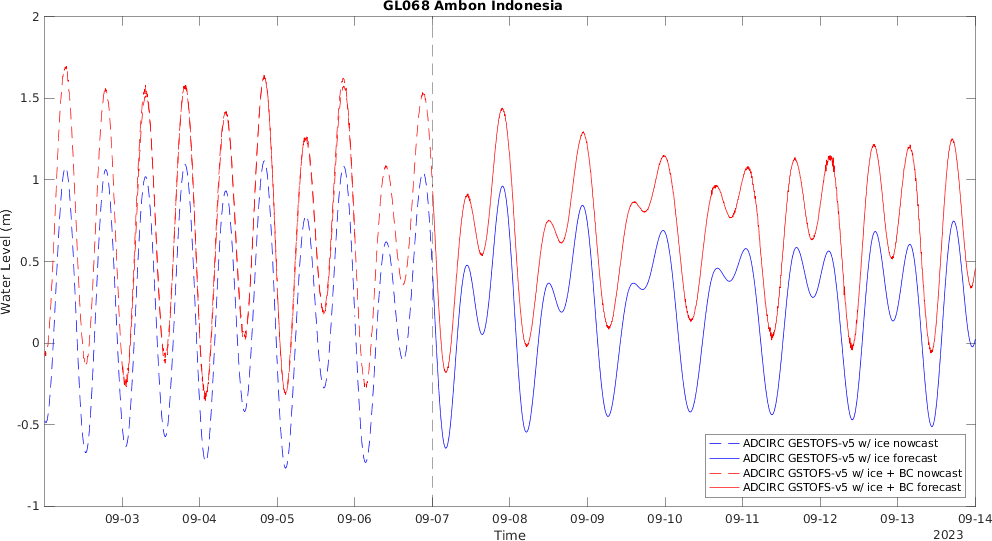 GL068 Ambon Indonesia
Water Level (m)
2
1.5
1
0.5
0
-0.5
-1
ADCIRC GESTOFS-v5 w/ ice nowcast
ADCIRC GESTOFS-v5 w/ ice forecast
ADCIRC GSTOFS-v5 w/ ice + BC nowcast
ADCIRC GSTOFS-v5 w/ ice + BC forecast
09-03 09-04 09-05 09-06 09-07 09-08 09-09 09-10 09-11 09-12 09-13 09-14
Time
2023